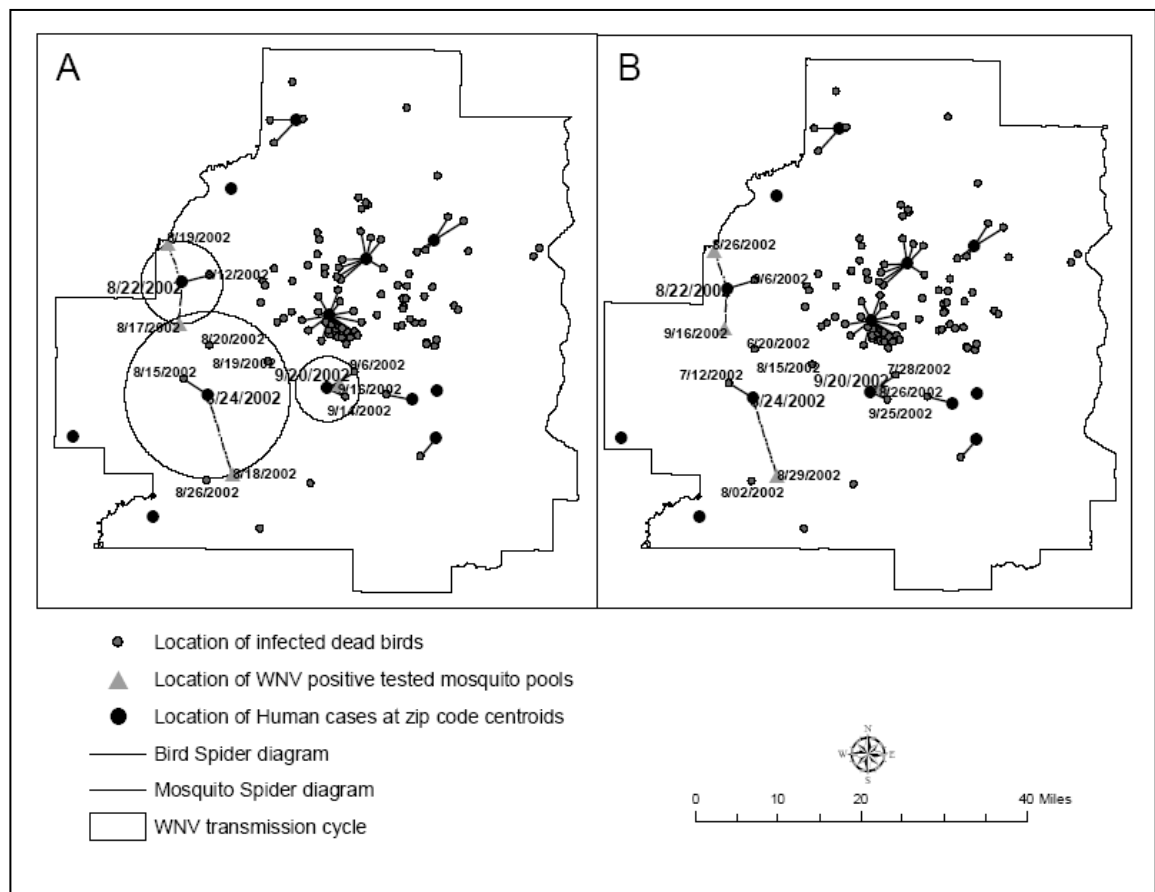 A
8/19/2002
/12/2002
8/22/2002
8/17/2002
8/20/2002
8/19/2002
9/6/2002
8/15/2002
9/20/2002
9/16/2002
8/24/2002
9/14/2002
8/18/2002
8/26/2002
B
8/26/2002
8/6/2002
8/22/2002
9/16/2002
6/20/2002
8/15/2002
7/28/2002
7/12/2002
9/20/2002
8/26/2002
8/24/2002
9/25/2002
8/29/2002
8/02/2002
Location of infected dead birds
Location of WNV positive tested mosquito pools
Location of Human cases at zip code centroids
Bird Spider diagram
Mosquito Spider diagram
WNV transmission cycle
N
W E
S
0 10 20 40 Miles